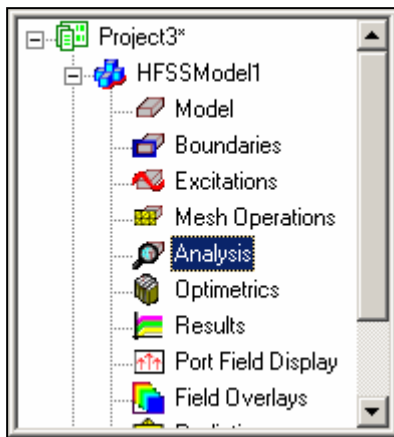 Project3*
HFSSModel1
Model
Boundaries
Excitations
Mesh Operations
Analysis
Optimetrics
Results
Port Field Display
Field Overlays